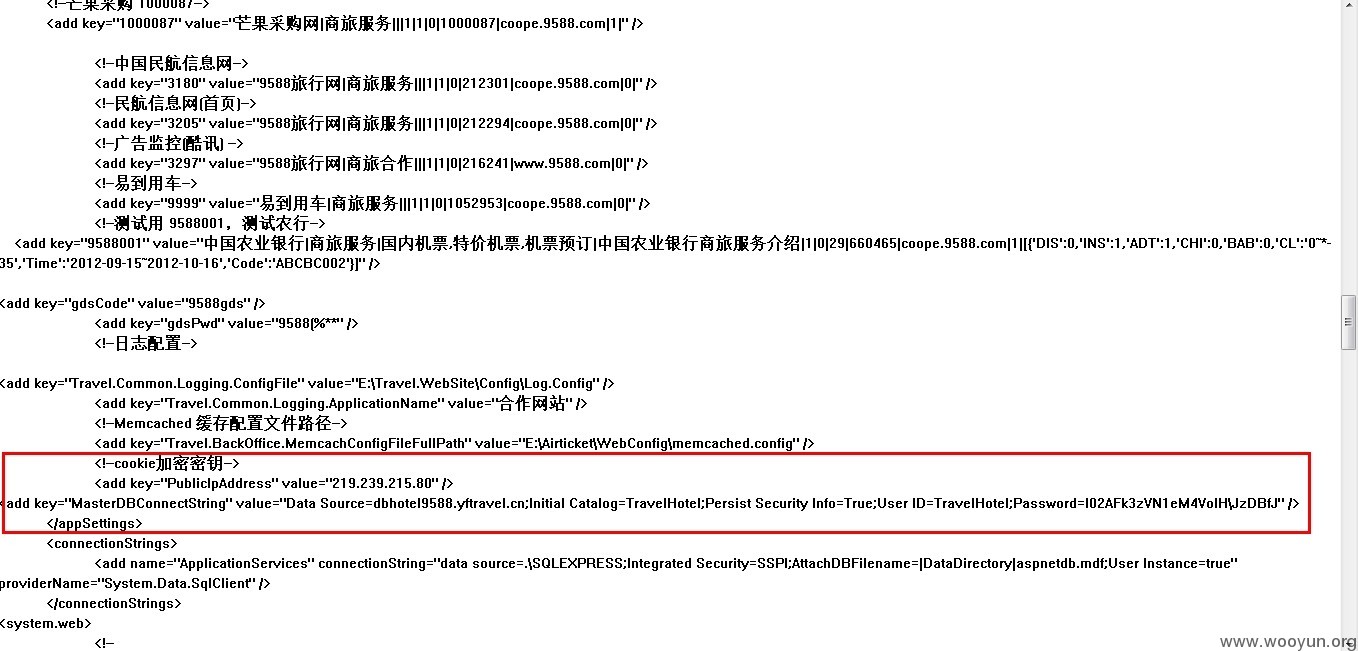 <!–芒果采购 1000087–>
<add key="1000087" value="芒果采购网|商旅服务|||1|1|0|1000087|coope.9588.com|1|" />
<!–中国民航信息网–>
<add key="3180" value="9588旅行网|商旅服务|||1|1|0|212301|coope.9588.com|0|" />
<!–民航信息网(首页)–>
<add key="3205" value="9588旅行网|商旅服务|||1|1|0|212294|coope.9588.com|0|" />
<!–广告监控(酷讯) –>
<add key="3297" value="9588旅行网|商旅合作|||1|1|0|216241|www.9588.com|0|" />
<!–易到用车–>
<add key="9999" value="易到用车|商旅服务|||1|1|0|1052953|coope.9588.com|0|" />
<!–测试用 9588001，测试农行–>
<add key="9588001" value="中国农业银行|商旅服务|国内机票,特价机票,机票预订|中国农业银行商旅服务介绍|1|0|29|660465|coope.9588.com|1|[{'DIS':0,'INS':1,'ADT':1,'CHI':0,'BAB':0,'CL':'0~*-
35','Time':'2012-09-15~2012-10-16','Code':'ABCBC002'}]" />
<add key="gdsCode" value="9588gds" />
<add key="gdsPwd" value="9588(%**" />
<!–日志配置–>
<add key="Travel.Common.Logging.ConfigFile" value="E:\Travel.WebSite\Config\Log.Config" />
<add key="Travel.Common.Logging.ApplicationName" value="合作网站" />
<!–Memcached 缓存配置文件路径–>
<add key="Travel.BackOffice.MemcachConfigFileFullPath" value="E:\Airticket\WebConfig\memcached.config" />
<!–cookie加密密钥–>
<add key="PublicIpAddress" value="219.239.215.80" />
<add key="MasterDBConnectString" value="Data Source=dbhotel9588.yftravel.cn;Initial Catalog=TravelHotel;Persist Security Info=True;User ID=TravelHotel;Password=I02AFk3zVN1eM4VolH\JzDBfJ" />
</appSettings>
<connectionStrings>
<add name="ApplicationServices" connectionString="data source=.\SQLEXPRESS;Integrated Security=SSPI;AttachDBFilename=|DataDirectory|aspnetdb.mdf;User Instance=true"
providerName="System.Data.SqlClient" />
</connectionStrings>
<system.web>
<!–
www.wooyun.org